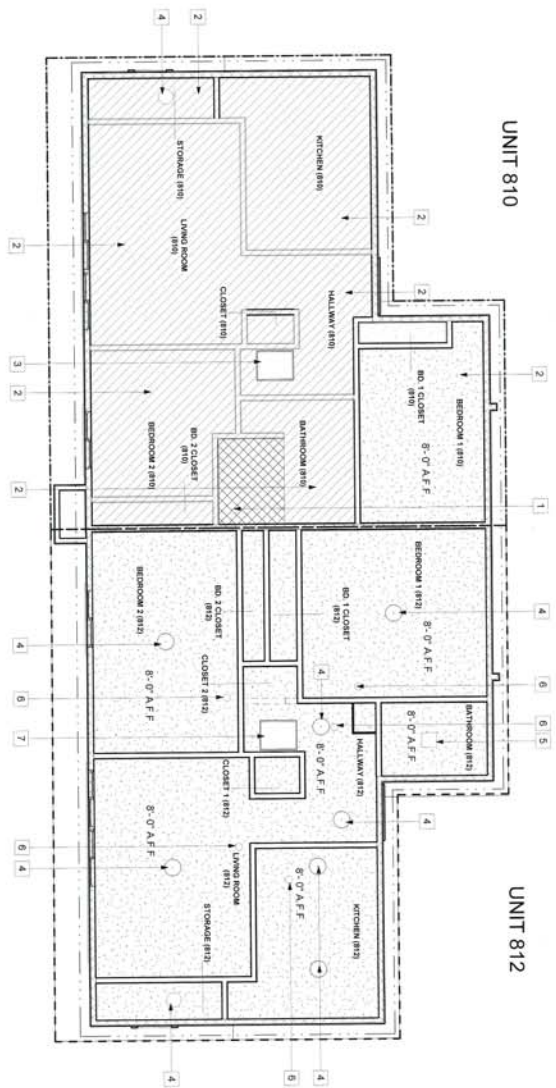 UNIT 810
UNIT 812
4
2
2
2
2
BEDROOM 1 (810)
BD. 1 CLOSET
(810)
8'- 0" A.F.F
KITCHEN (810)
HALLWAY (810)
STORAGE (810)
LIVING ROOM
(810)
CLOSET (810)
BATHROOM (810)
BD. 2 CLOSET
(810)
BEDROOM 2 (810)
2
3
2
2
1
BEDROOM 1 (812)
8'- 0" A.F.F
BD. 1 CLOSET
(812)
BD. 2 CLOSET
(812)
BEDROOM 2 (812)
8'- 0" A.F.F
CLOSET 2 (812)
BATHROOM (812)
8'- 0" A.F.F
HALLWAY (812)
8'- 0" A.F.F
CLOSET 1 (812)
LIVING ROOM
(812)
8'- 0" A.F.F
KITCHEN (812)
8'- 0" A.F.F
STORAGE (812)
4
6
4
6
5
4
4
6
7
6
4
4
6
4